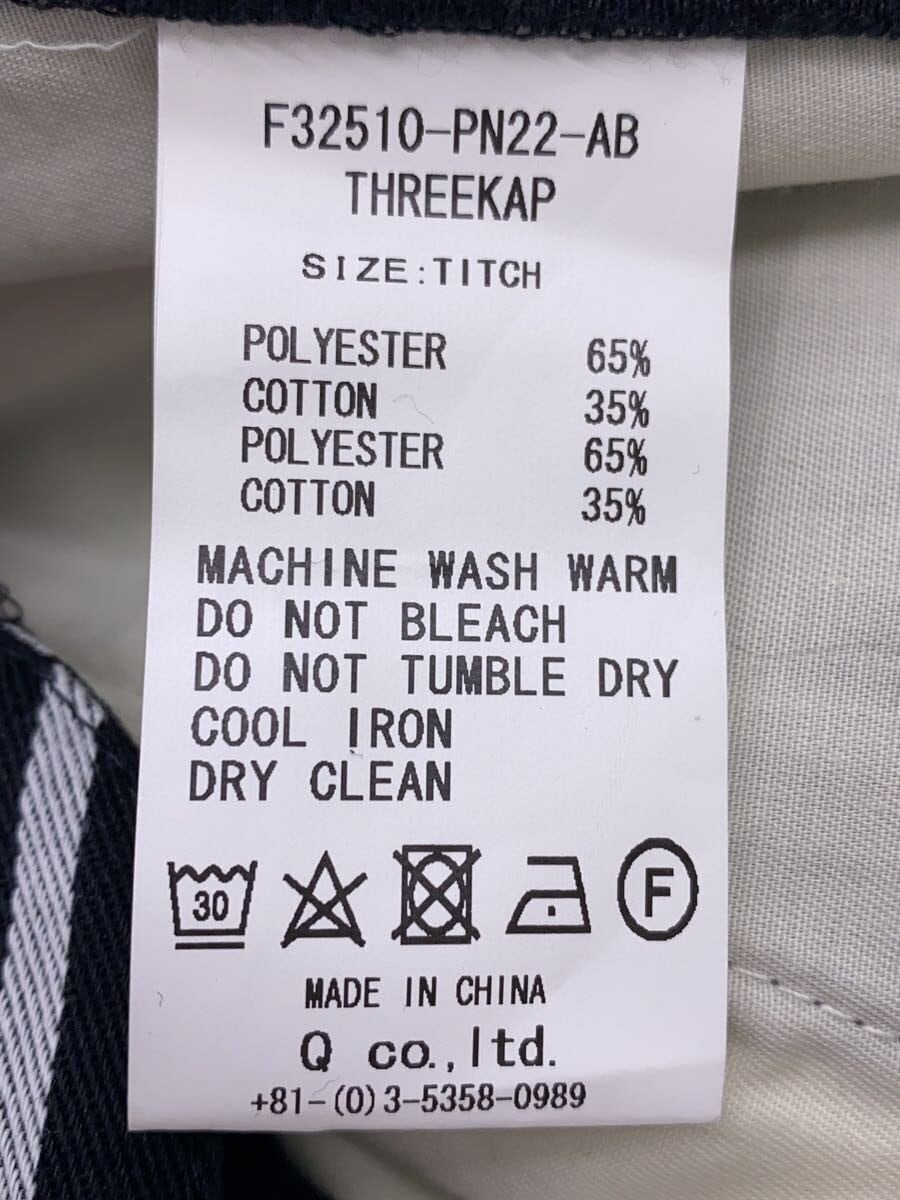 F32510-PN22-AB
THREEKAP
SIZE:TITCH
POLYESTER 65%
COTTON 35%
POLYESTER 65%
COTTON 35%
MACHINE WASH WARM
DO NOT BLEACH
DO NOT TUMBLE DRY
COOL IRON
DRY CLEAN
30 F
MADE IN CHINA
Q co.,ltd.
+81-(0)3-5358-0989